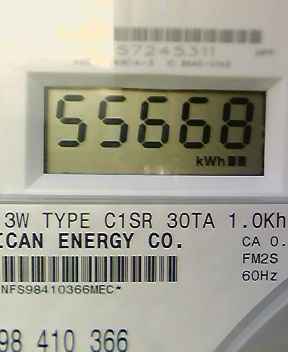 57245311
55668
kWh
3W TYPE C1SR 30TA 1.0Kh
ICAN ENERGY CO.
CA 0.
FM2S
60Hz
NFS98410366MEC*
98 410 366